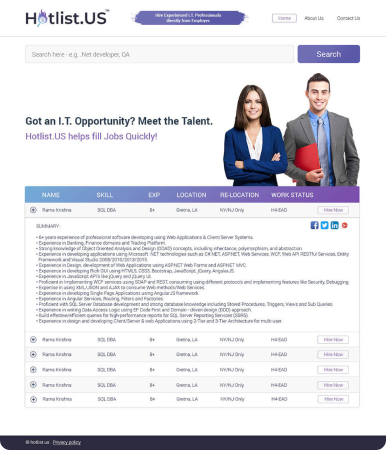 Hotlist.US™
Hire Experienced I.T. Professionals
directly from Employer.
Home
About Us
Contact Us
Search here - e.g. .Net developer, QA
Search
Got an I.T. Opportunity? Meet the Talent.
Hotlist.US helps fill Jobs Quickly!
NAME SKILL EXP LOCATION RE-LOCATION WORK STATUS
Rama Krishna SQL DBA 8+ Gretna, LA NY/NJ Only H4-EAD Hire Now
SUMMARY:
• 6+ years experience of professional software developing using Web Applications & Client Server Systems.
• Experience in Banking, Finance domains and Trading Platform.
• Strong knowledge of Object Oriented Analysis and Design (OOAD) concepts, including inheritance, polymorphism, and abstraction.
• Experience in developing applications using Microsoft .NET technologies such as C#.NET, ASP.NET, Web Services, WCF, Web API RESTful Services, Entity
Framework and Visual Studio 2008/2010/2013/2015.
• Experience in Design, development of Web Applications using ASP.NET Web Forms and ASP.NET MVC.
• Experience in developing Rich GUI using HTML5, CSS3, Bootstrap, JavaScript, jQuery, AngularJS.
• Experience in JavaScript API's like jQuery and jQuery UI.
• Proficient in implementing WCF services using SOAP and REST, consuming using different protocols and implementing features like Security, Debugging.
• Expertise in using XML/JSON and AJAX to consume Web methods/Web Services.
• Experience in developing Single Page Applications using AngularJS framework.
• Experience in Angular Services, Routing, Filters and Factories.
• Proficient with SQL Server Database development and strong database knowledge including Stored Procedures, Triggers, Views and Sub Queries.
• Experience in writing Data Access Logic using EF Code First and Domain - driven design (DDD) approach.
• Build effective/efficient queries for high-performance reports for SQL Server Reporting Services (SSRS).
• Experience in design and developing Client/Server & web Applications using 2-Tier and 3-Tier Architecture for multi user
Rama Krishna SQL DBA 8+ Gretna, LA NY/NJ Only H4-EAD Hire Now
Rama Krishna SQL DBA 8+ Gretna, LA NY/NJ Only H4-EAD Hire Now
Rama Krishna SQL DBA 8+ Gretna, LA NY/NJ Only H4-EAD Hire Now
Rama Krishna SQL DBA 8+ Gretna, LA NY/NJ Only H4-EAD Hire Now
Rama Krishna SQL DBA 8+ Gretna, LA NY/NJ Only H4-EAD Hire Now
© hotlist.us . Privacy policy